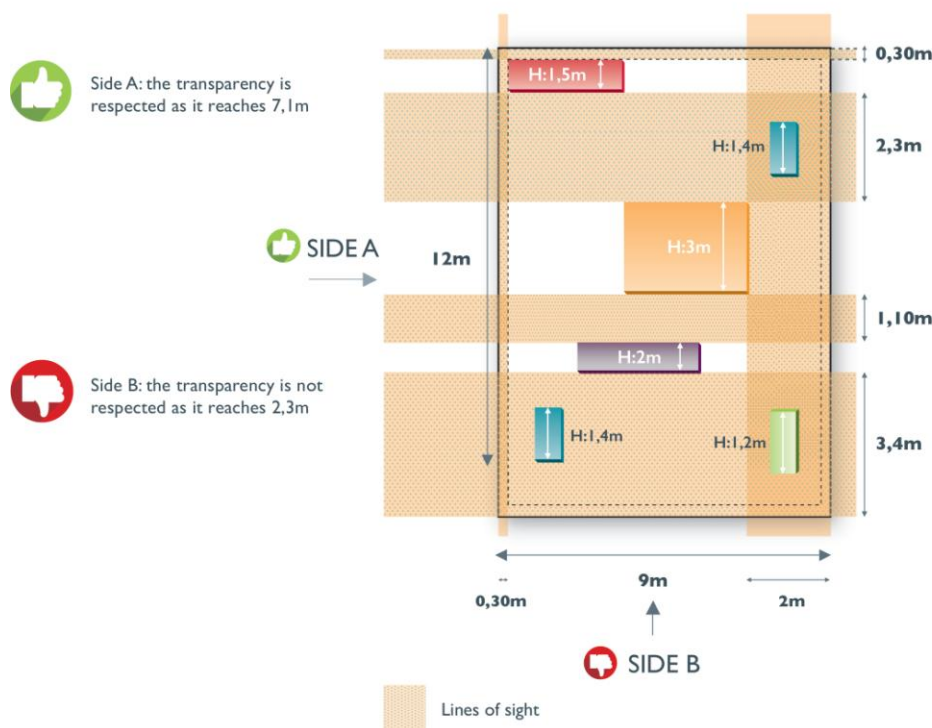 0,30m
H:1,5m
Side A: the transparency is
respected as it reaches 7,1m
H:1,4m
2,3m
SIDE A
12m
H:3m
1,10m
H:2m
Side B: the transparency is not
respected as it reaches 2,3m
H:1,4m
H:1,2m
3,4m
9m
0,30m
2m
SIDE B
Lines of sight